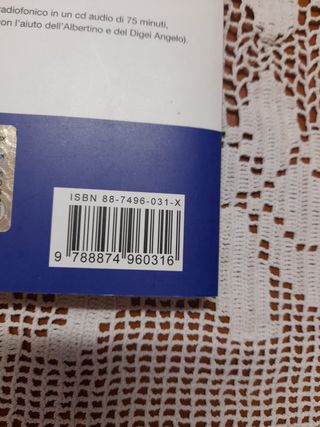 radiofonico in un cd audio di 75 minuti,
con l'aiuto dell'Albertino e del Digei Angelo).
ISBN 88-7496-031-X
9 788874 960316